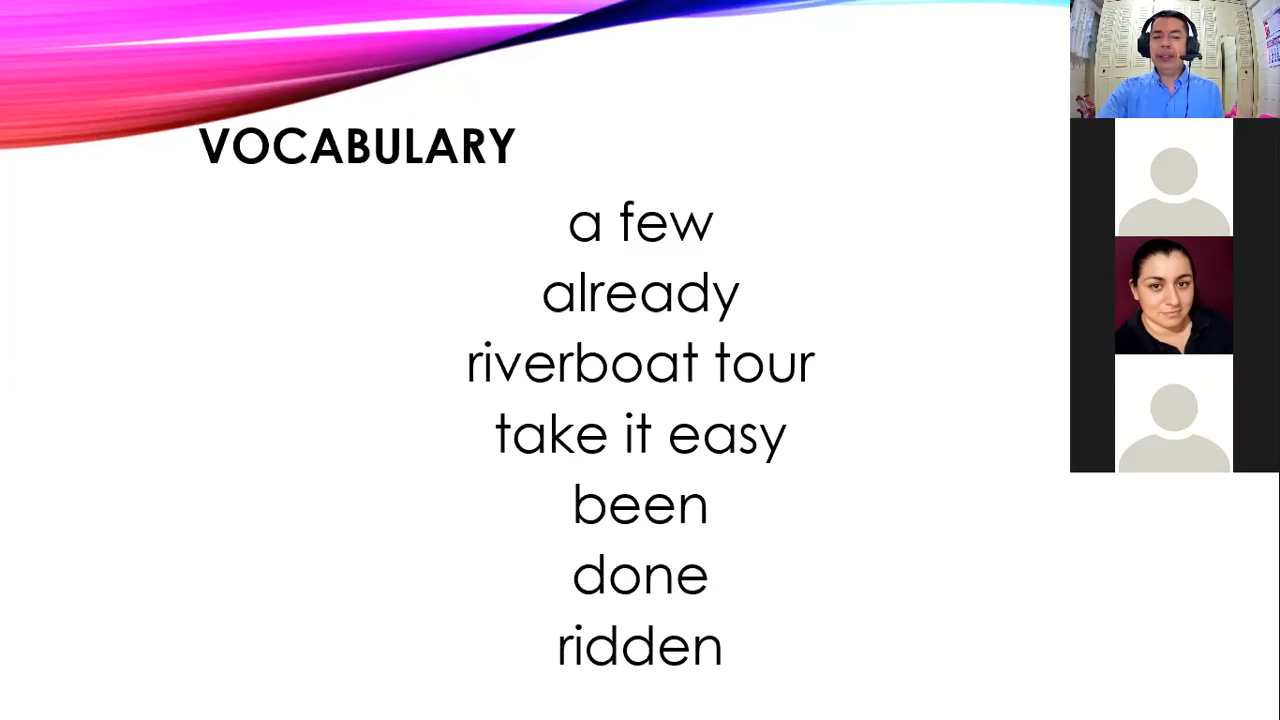 VOCABULARY
a few
already
riverboat tour
take it easy
been
done
ridden